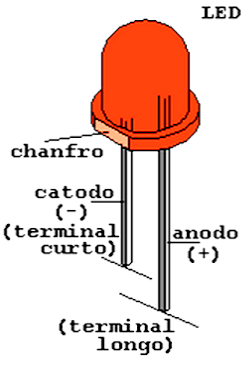 LED
chanfro
catodo
(-)
(terminal
curto)
anodo
(+)
(terminal
longo)